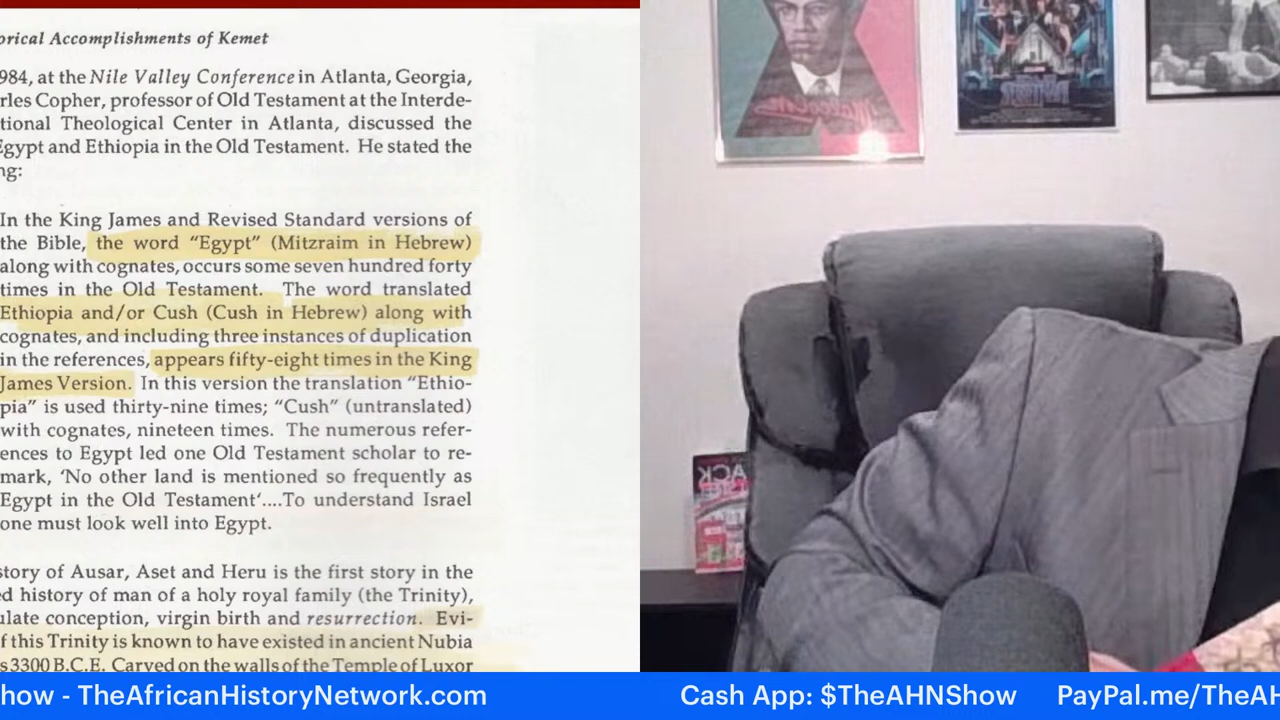 orical Accomplishments of Kemet
984, at the Nile Valley Conference in Atlanta, Georgia,
rles Copher, professor of Old Testament at the Interde-
tional Theological Center in Atlanta, discussed the
Egypt and Ethiopia in the Old Testament. He stated the
ng:
In the King James and Revised Standard versions of
the Bible, the word “Egypt” (Mitzraim in Hebrew)
along with cognates, occurs some seven hundred forty
times in the Old Testament. The word translated
Ethiopia and/or Cush (Cush in Hebrew) along with
cognates, and including three instances of duplication
in the references, appears fifty-eight times in the King
James Version. In this version the translation “Ethio-
pia” is used thirty-nine times; “Cush” (untranslated)
with cognates, nineteen times. The numerous refer-
ences to Egypt led one Old Testament scholar to re-
mark, ‘No other land is mentioned so frequently as
Egypt in the Old Testament‘....To understand Israel
one must look well into Egypt.
story of Ausar, Aset and Heru is the first story in the
ed history of man of a holy royal family (the Trinity),
ulate conception, virgin birth and resurrection. Evi-
f this Trinity is known to have existed in ancient Nubia
s 3300 B.C.E. Carved on the walls of the Temple of Luxor
how - TheAfricanHistoryNetwork.com
Cash App: $TheAHNShow
PayPal.me/TheAH